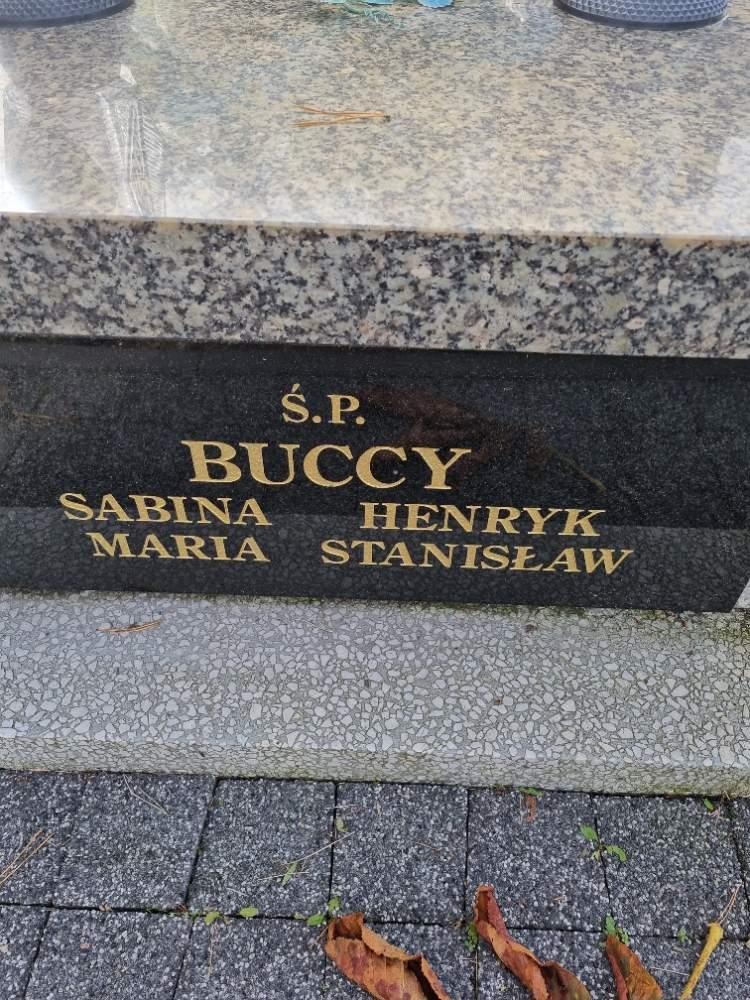 Ś.P.
BUCCY
SABINA HENRYK
MARIA STANISŁAW